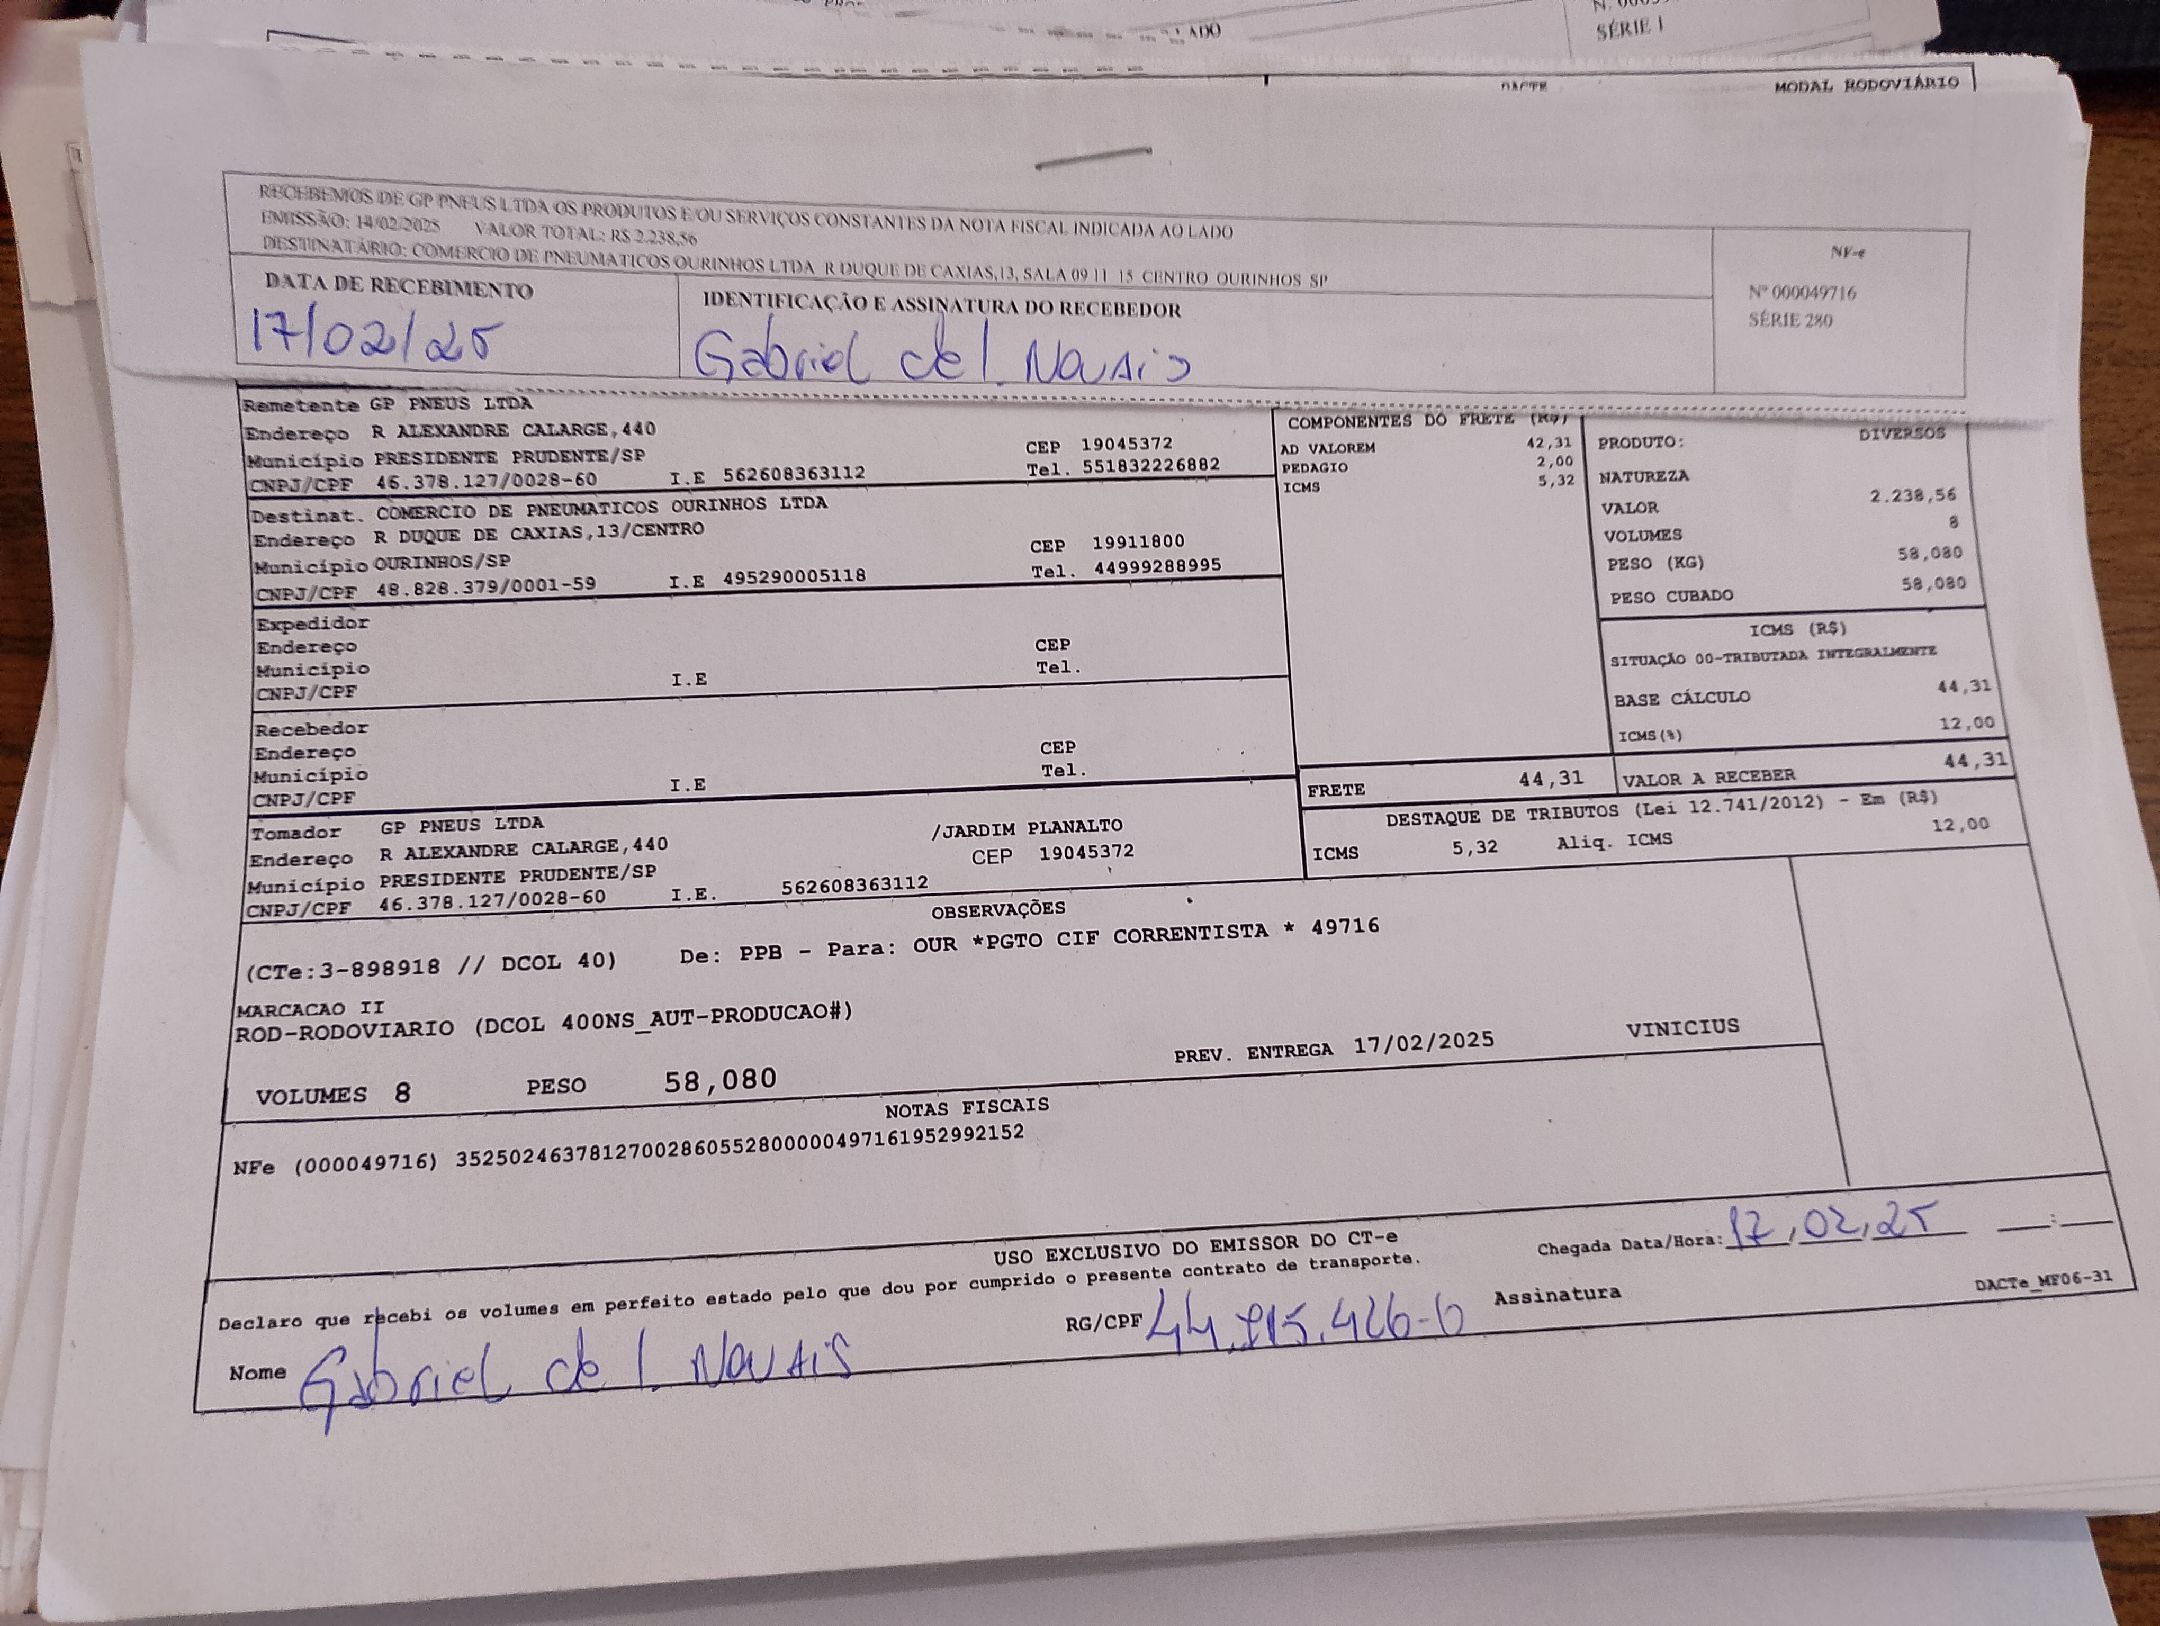 LADO
SÉRIE 1
DACTE MODAL RODOVIÁRIO
RECEBEMOS DE GP PNEUS LTDA OS PRODUTOS E/OU SERVIÇOS CONSTANTES DA NOTA FISCAL INDICADA AO LADO
EMISSÃO: 14/02/2025 VALOR TOTAL: R$ 2.238,56
DESTINATÁRIO: COMERCIO DE PNEUMATICOS OURINHOS LTDA R DUQUE DE CAXIAS,13, SALA 09 11 15 CENTRO OURINHOS SP
NF-e
Nº 000049716
SÉRIE 280
DATA DE RECEBIMENTO
17/02/25
IDENTIFICAÇÃO E ASSINATURA DO RECEBEDOR
Gabriel de l. Novais
Remetente GP PNEUS LTDA
Endereço R ALEXANDRE CALARGE,440
Município PRESIDENTE PRUDENTE/SP CEP 19045372
CNPJ/CPF 46.378.127/0028-60 I.E 562608363112 Tel. 551832226882
Destinat. COMERCIO DE PNEUMATICOS OURINHOS LTDA
Endereço R DUQUE DE CAXIAS,13/CENTRO
Município OURINHOS/SP CEP 19911800
CNPJ/CPF 48.828.379/0001-59 I.E 495290005118 Tel. 44999288995
Expedidor
Endereço CEP
Município Tel.
CNPJ/CPF I.E
Recebedor
Endereço CEP
Município Tel.
CNPJ/CPF I.E
Tomador GP PNEUS LTDA /JARDIM PLANALTO
Endereço R ALEXANDRE CALARGE,440 CEP 19045372
Município PRESIDENTE PRUDENTE/SP
CNPJ/CPF 46.378.127/0028-60 I.E. 562608363112
COMPONENTES DO FRETE (R$)
AD VALOREM 42,31
PEDAGIO 2,00
ICMS 5,32
PRODUTO: DIVERSOS
NATUREZA
VALOR 2.238,56
VOLUMES 8
PESO (KG) 58,080
PESO CUBADO 58,080
ICMS (R$)
SITUAÇÃO 00-TRIBUTADA INTEGRALMENTE
BASE CÁLCULO 44,31
ICMS(%) 12,00
FRETE 44,31 VALOR A RECEBER 44,31
DESTAQUE DE TRIBUTOS (Lei 12.741/2012) - Em (R$)
ICMS 5,32 Aliq. ICMS 12,00
OBSERVAÇÕES
(CTe:3-898918 // DCOL 40) De: PPB - Para: OUR *PGTO CIF CORRENTISTA * 49716
MARCACAO II
ROD-RODOVIARIO (DCOL 400NS_AUT-PRODUCAO#)
VOLUMES 8 PESO 58,080 PREV. ENTREGA 17/02/2025 VINICIUS
NOTAS FISCAIS
NFe (000049716) 35250246378127002860552800000497161952992152
USO EXCLUSIVO DO EMISSOR DO CT-e
Declaro que recebi os volumes em perfeito estado pelo que dou por cumprido o presente contrato de transporte.
Chegada Data/Hora: 17,02,25 __:__
Nome Gabriel de l. Novais RG/CPF Assinatura
DACTe_MF06-31